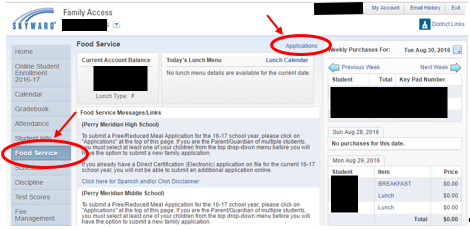 SKYWARD
Family Access
My Account
Email History
Exit
District Links
Home
Online Student
Enrollment
2016-17
Calendar
Gradebook
Attendance
Student Info
Food Service
Discipline
Test Scores
Fee
Management
Food Service
Applications
Current Account Balance
Lunch Type: F
Today's Lunch Menu
Lunch Calendar
No lunch menu details are available for the current date.
Food Service Messages/Links
(Perry Meridian High School)
To submit a Free/Reduced Meal Application for the 16-17 school year, please click on
"Applications" at the top of this page. If you are the Parent/Guardian of multiple students,
you must select at least one of your children from the top drop-down menu before you will
have the option to submit a new family application.
If you already have a Direct Certification (Electronic) application on file for the current 16-17
school year, you will not be able to submit an additional application online.
Click here for Spanish and/or Chin Disclaimer
(Perry Meridian Middle School)
To submit a Free/Reduced Meal Application for the 16-17 school year, please click on
"Applications" at the top of this page. If you are the Parent/Guardian of multiple students,
you must select at least one of your children from the top drop-down menu before you will
have the option to submit a new family application.
Weekly Purchases For:
Tue Aug 30, 2016
Previous Week
Next Week
Student
Total
Key Pad Number
Sun Aug 28, 2016
No purchases for this date.
Mon Aug 29, 2016
Student
Item
Price
BREAKFAST
$0.00
Lunch
$0.00
Lunch
$0.00
Total
$0.00